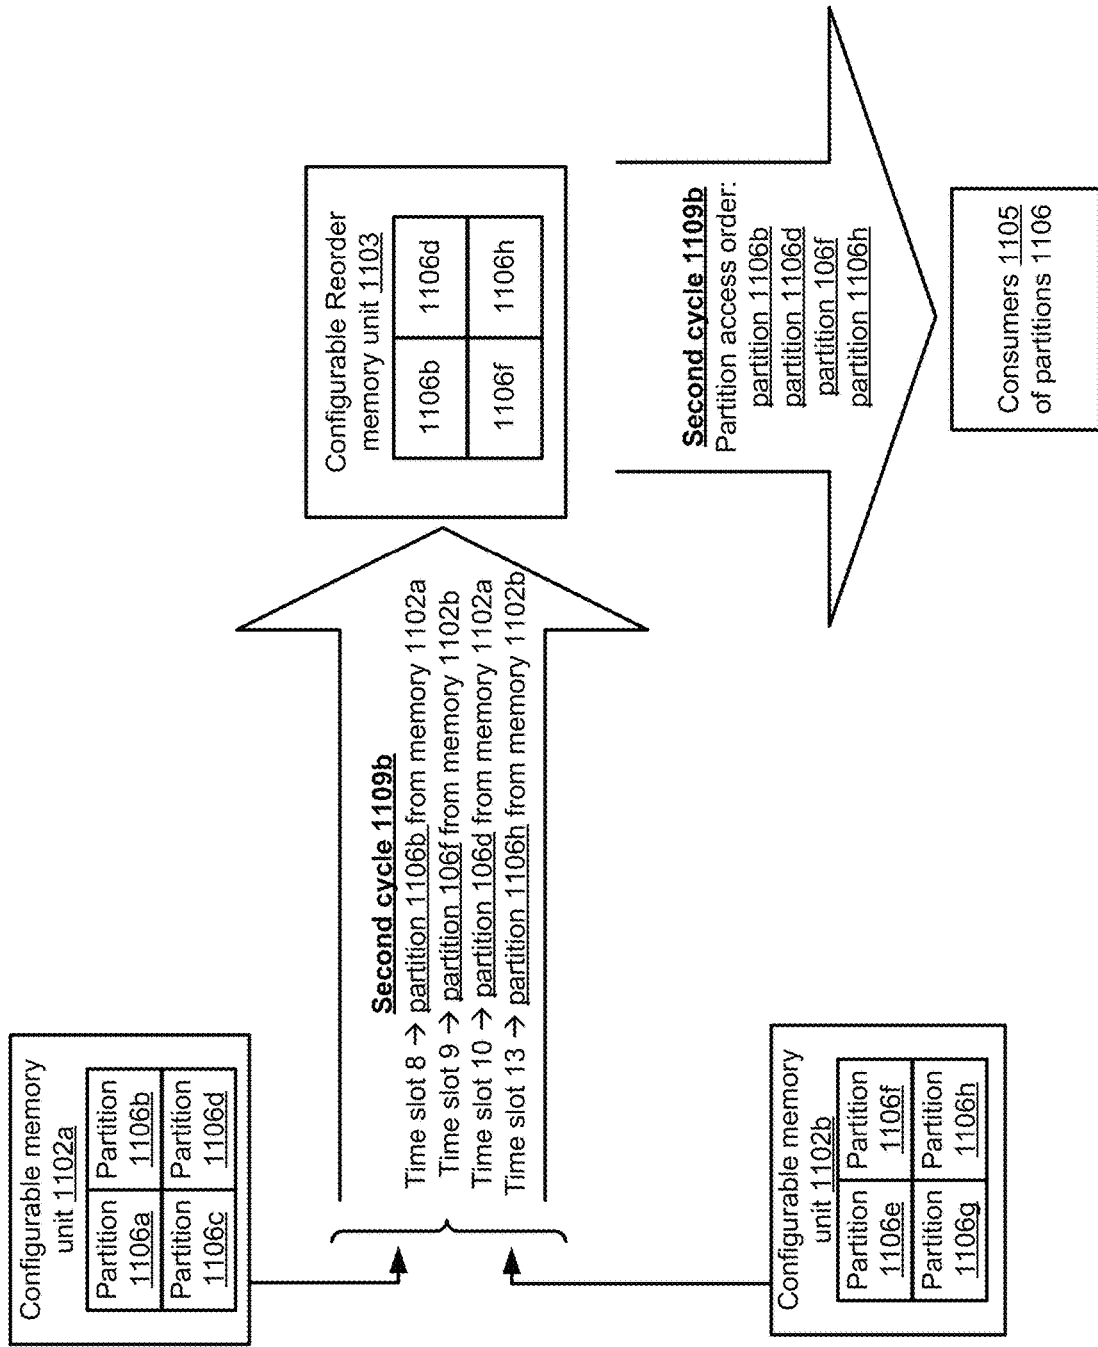 Configurable memory
unit 1102a
Partition
1106a
Partition
1106b
Partition
1106c
Partition
1106d
Second cycle 1109b
Time slot 8 → partition 1106b from memory 1102a
Time slot 9 → partition 106f from memory 1102b
Time slot 10 → partition 106d from memory 1102a
Time slot 13 → partition 1106h from memory 1102b
Configurable memory
unit 1102b
Partition
1106e
Partition
1106f
Partition
1106g
Partition
1106h
Configurable Reorder
memory unit 1103
1106b
1106d
1106f
1106h
Second cycle 1109b
Partition access order:
partition 1106b
partition 1106d
partition 106f
partition 1106h
Consumers 1105
of partitions 1106